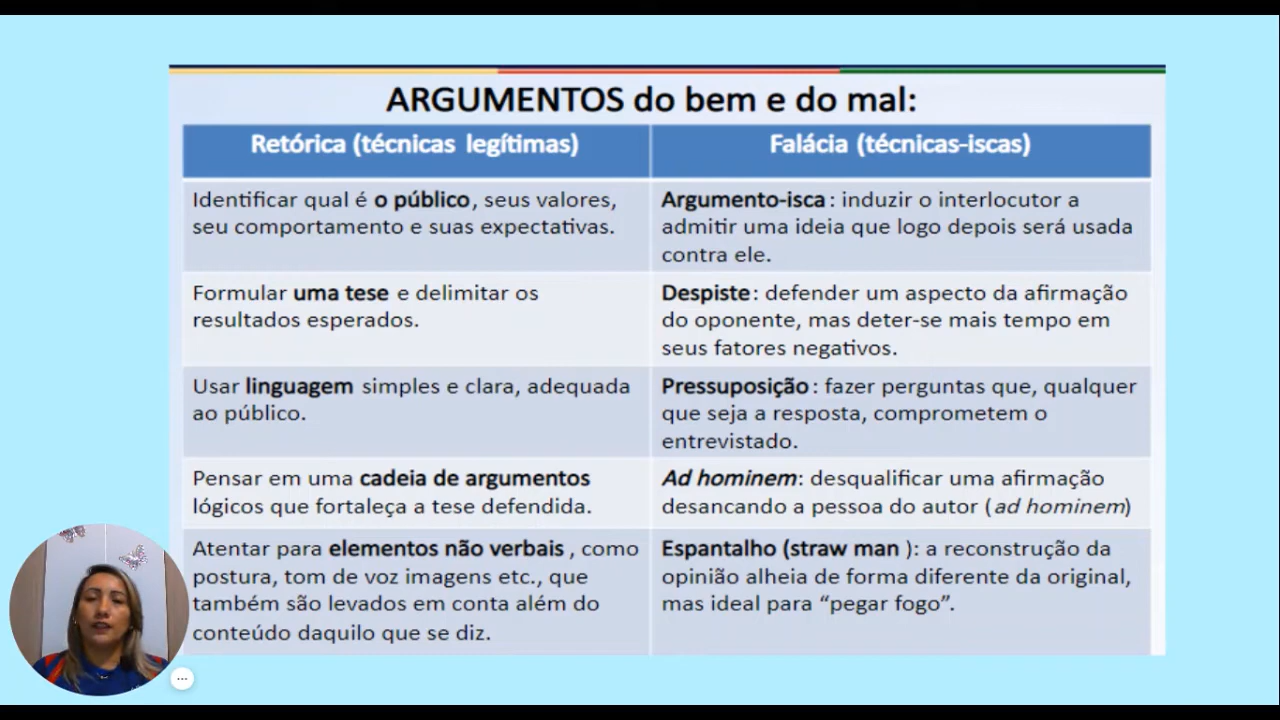 ARGUMENTOS do bem e do mal:
Retórica (técnicas legítimas)
Falácia (técnicas-iscas)
Identificar qual é o público, seus valores,
seu comportamento e suas expectativas.
Argumento-isca: induzir o interlocutor a
admitir uma ideia que logo depois será usada
contra ele.
Formular uma tese e delimitar os
resultados esperados.
Despiste: defender um aspecto da afirmação
do oponente, mas deter-se mais tempo em
seus fatores negativos.
Usar linguagem simples e clara, adequada
ao público.
Pressuposição: fazer perguntas que, qualquer
que seja a resposta, comprometem o
entrevistado.
Pensar em uma cadeia de argumentos
lógicos que fortaleça a tese defendida.
Ad hominem: desqualificar uma afirmação
desancando a pessoa do autor (ad hominem)
Atentar para elementos não verbais, como
postura, tom de voz imagens etc., que
também são levados em conta além do
conteúdo daquilo que se diz.
Espantalho (straw man): a reconstrução da
opinião alheia de forma diferente da original,
mas ideal para “pegar fogo”.